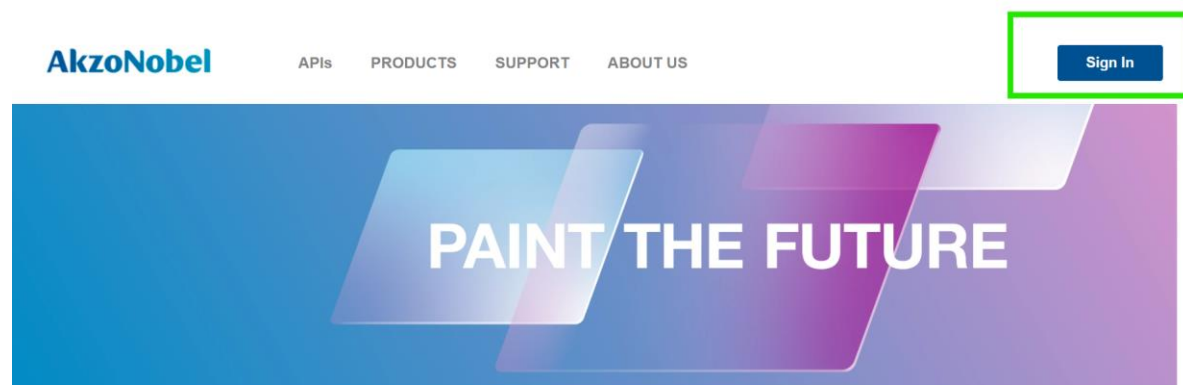 AkzoNobel APIs PRODUCTS SUPPORT ABOUT US Sign In
PAINT THE FUTURE